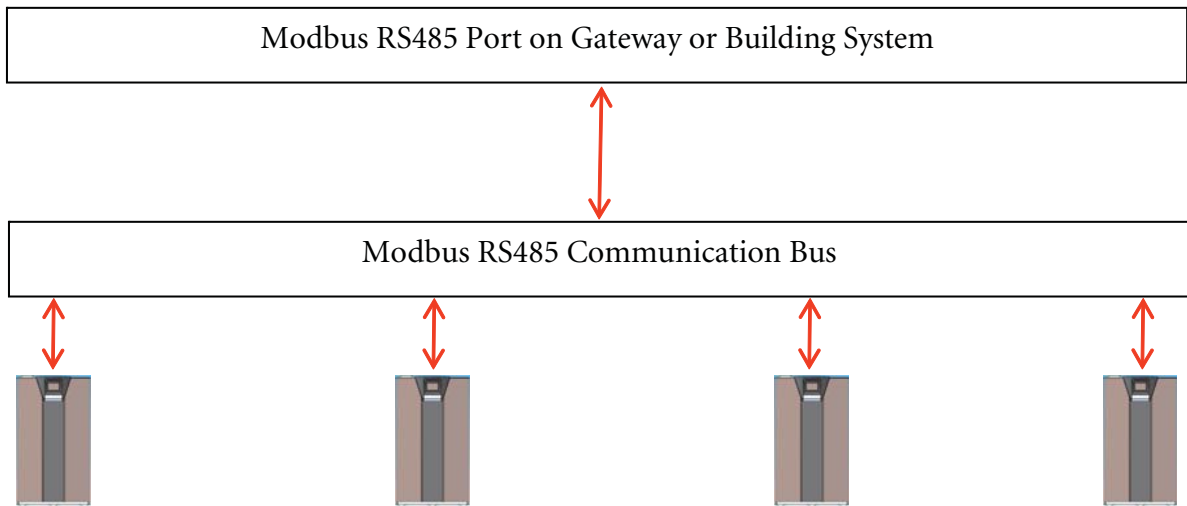 Modbus RS485 Port on Gateway or Building System
Modbus RS485 Communication Bus